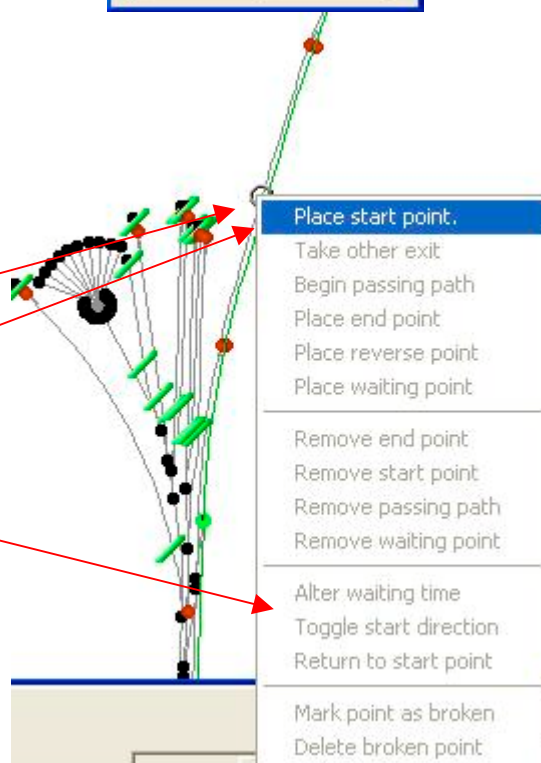 Place start point.
Take other exit
Begin passing path
Place end point
Place reverse point
Place waiting point
Remove end point
Remove start point
Remove passing path
Remove waiting point
Alter waiting time
Toggle start direction
Return to start point
Mark point as broken
Delete broken point